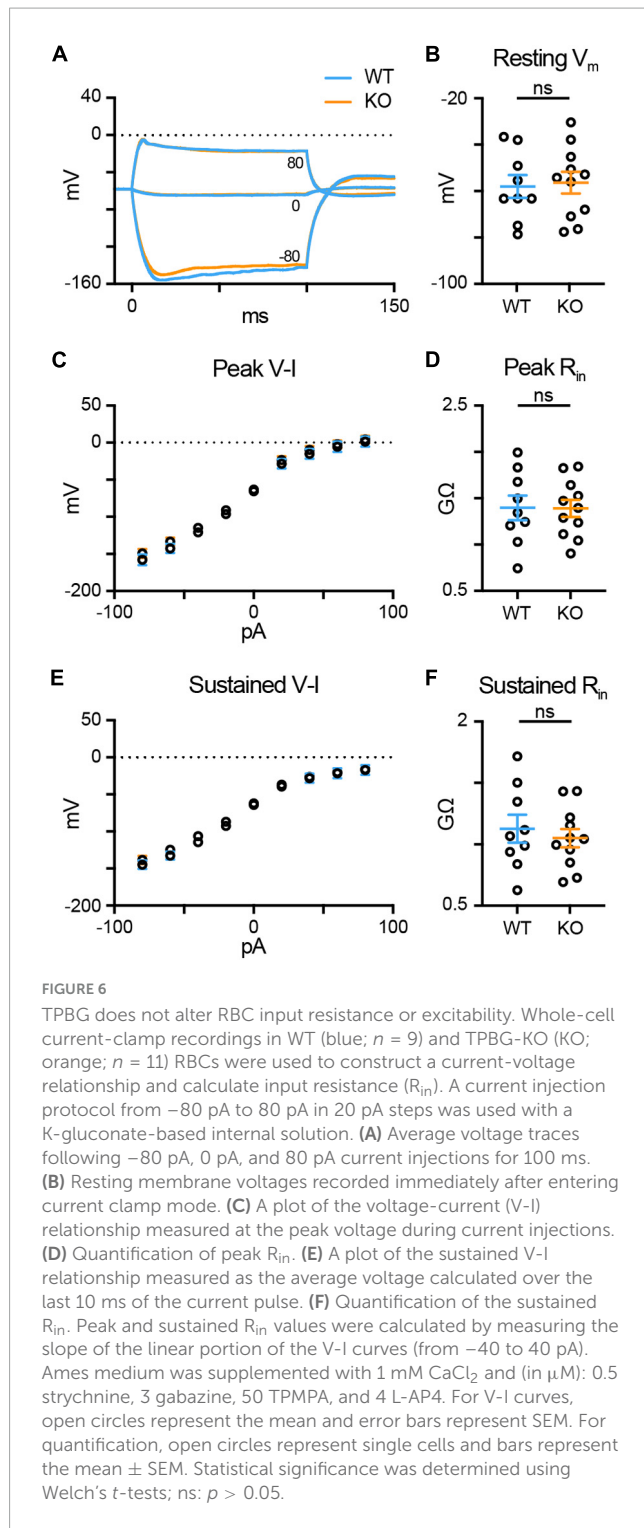 A
WT
KO
40
0
mV
-160
80
0
-80
0
150
ms
B
Resting Vm
ns
-20
mV
-100
WT
KO
C
Peak V-I
50
0
mV
-200
-100
0
100
pA
D
Peak Rin
ns
2.5
GΩ
0.5
WT
KO
E
Sustained V-I
50
0
mV
-200
-100
0
100
pA
F
Sustained Rin
ns
2
GΩ
0.5
WT
KO
FIGURE 6
TPBG does not alter RBC input resistance or excitability. Whole-cell
current-clamp recordings in WT (blue; n = 9) and TPBG-KO (KO;
orange; n = 11) RBCs were used to construct a current-voltage
relationship and calculate input resistance (Rin). A current injection
protocol from −80 pA to 80 pA in 20 pA steps was used with a
K-gluconate-based internal solution. (A) Average voltage traces
following −80 pA, 0 pA, and 80 pA current injections for 100 ms.
(B) Resting membrane voltages recorded immediately after entering
current clamp mode. (C) A plot of the voltage-current (V-I)
relationship measured at the peak voltage during current injections.
(D) Quantification of peak Rin. (E) A plot of the sustained V-I
relationship measured as the average voltage calculated over the
last 10 ms of the current pulse. (F) Quantification of the sustained
Rin. Peak and sustained Rin values were calculated by measuring the
slope of the linear portion of the V-I curves (from −40 to 40 pA).
Ames medium was supplemented with 1 mM CaCl2 and (in μM): 0.5
strychnine, 3 gabazine, 50 TPMPA, and 4 L-AP4. For V-I curves,
open circles represent the mean and error bars represent SEM. For
quantification, open circles represent single cells and bars represent
the mean ± SEM. Statistical significance was determined using
Welch's t-tests; ns: p > 0.05.